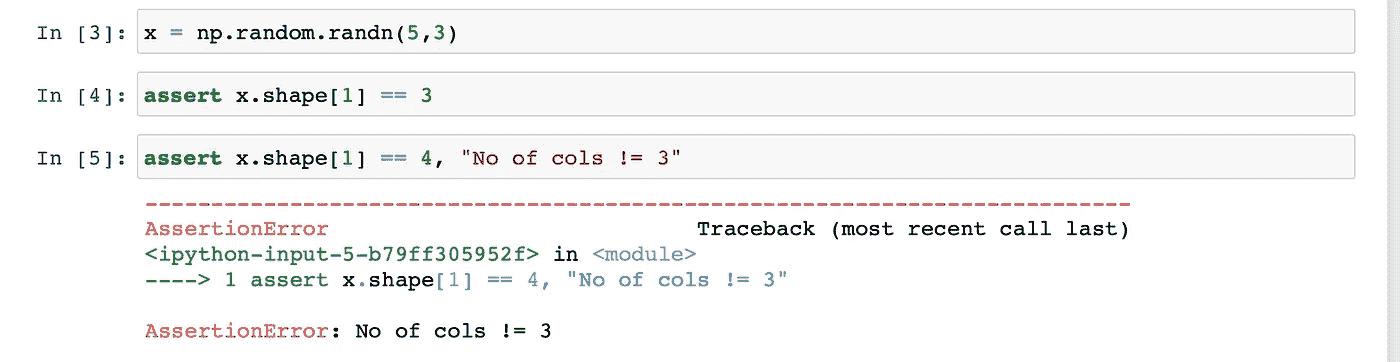 In [3]: x = np.random.randn(5,3)
In [4]: assert x.shape[1] == 3
In [5]: assert x.shape[1] == 4, "No of cols != 3"
---------------------------------------------------------------------------
AssertionError                            Traceback (most recent call last)
<ipython-input-5-b79ff305952f> in <module>
----> 1 assert x.shape[1] == 4, "No of cols != 3"
AssertionError: No of cols != 3